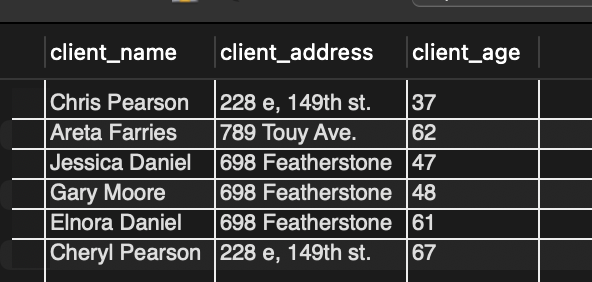 client_name client_address client_age
Chris Pearson 228 e, 149th st. 37
Areta Farries 789 Touy Ave. 62
Jessica Daniel 698 Featherstone 47
Gary Moore 698 Featherstone 48
Elnora Daniel 698 Featherstone 61
Cheryl Pearson 228 e, 149th st. 67